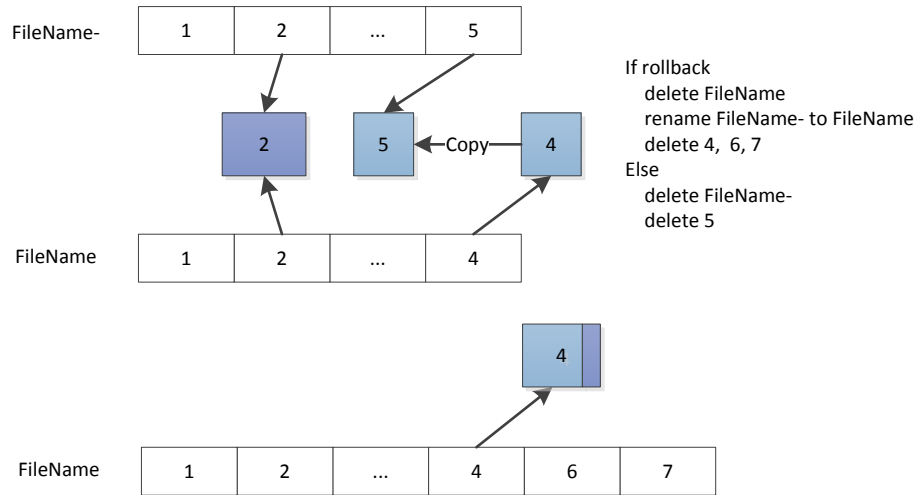 FileName- 1 2 ... 5
2 5 Copy 4
If rollback
delete FileName
rename FileName- to FileName
delete 4, 6, 7
Else
delete FileName-
delete 5
FileName 1 2 ... 4
4
FileName 1 2 ... 4 6 7